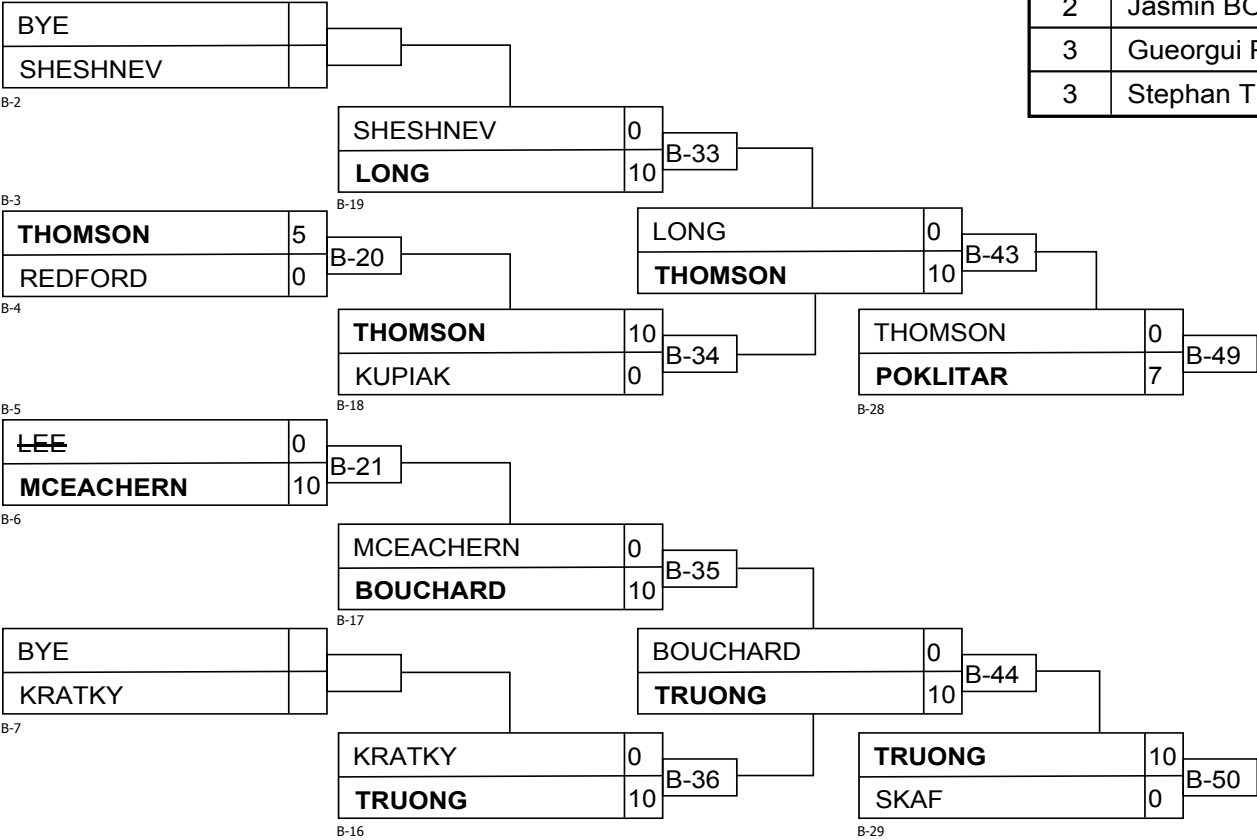 BYE
SHESHNEV
B-2
2 Jasmin
3 Gueorgui
3 Stephan
SHESHNEV 0
LONG 10
B-33
B-19
B-3
THOMSON 5
REDFORD 0
B-20
B-4
LONG 0
THOMSON 10
B-43
THOMSON 10
KUPIAK 0
B-34
B-18
THOMSON 0
POKLITAR 7
B-49
B-28
B-5
LEE 0
MCEACHERN 10
B-21
B-6
MCEACHERN 0
BOUCHARD 10
B-35
B-17
BYE
KRATKY
B-7
BOUCHARD 0
TRUONG 10
B-44
KRATKY 0
TRUONG 10
B-36
B-16
TRUONG 10
SKAF 0
B-50
B-29